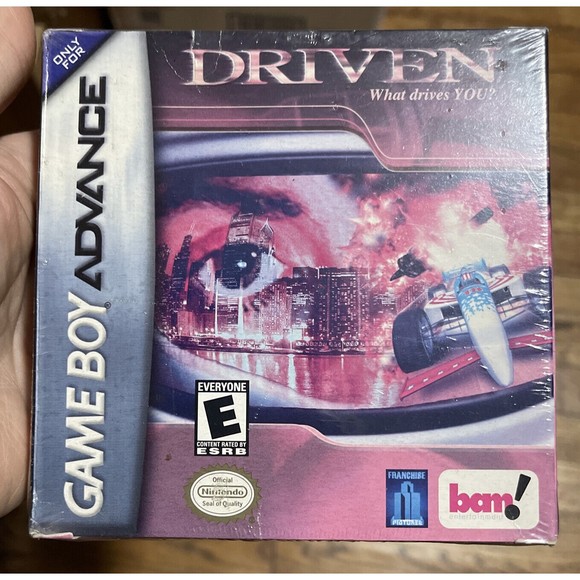 ONLY
FOR
GAME BOY ADVANCE
DRIVEN
What drives YOU?
EVERYONE
E
CONTENT RATED BY
ESRB
Official
Nintendo
Seal of Quality
FRANCHISE
PICTURES
bam!
entertainment